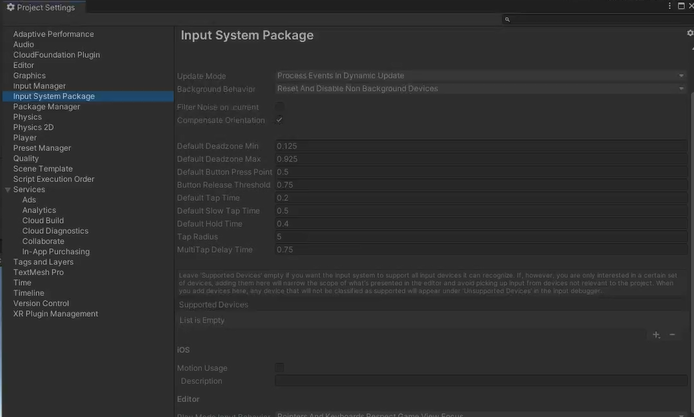 Project Settings
Adaptive Performance
Audio
CloudFoundation Plugin
Editor
Graphics
Input Manager
Input System Package
Package Manager
Physics
Physics 2D
Player
Preset Manager
Quality
Scene Template
Script Execution Order
Services
Ads
Analytics
Cloud Build
Cloud Diagnostics
Collaborate
In-App Purchasing
Tags and Layers
TextMesh Pro
Time
Timeline
Version Control
XR Plugin Management
Input System Package
Update Mode Process Events in Dynamic Update
Background Behavior Reset And Disable Non Background Devices
Filter Noise on .current
Compensate Orientation
Default Deadzone Min 0.125
Default Deadzone Max 0.925
Default Button Press Point 0.5
Button Release Threshold 0.75
Default Tap Time 0.2
Default Slow Tap Time 0.5
Default Hold Time 0.4
Tap Radius 5
MultiTap Delay Time 0.75
Leave 'Supported Devices' empty if you want the input system to support all input devices it can recognize. If, however, you are only interested in a certain set
of devices, adding them here will narrow the scope of what's presented in the editor and avoid picking up input from devices not relevant to the project. When
you add devices here, any device that will not be classified as supported will appear under 'Unsupported Devices' in the input debugger.
Supported Devices
List is Empty
iOS
Motion Usage
Description
Editor
Play Mode Input Behavior Pointers And Keyboards Respect Game View Focus